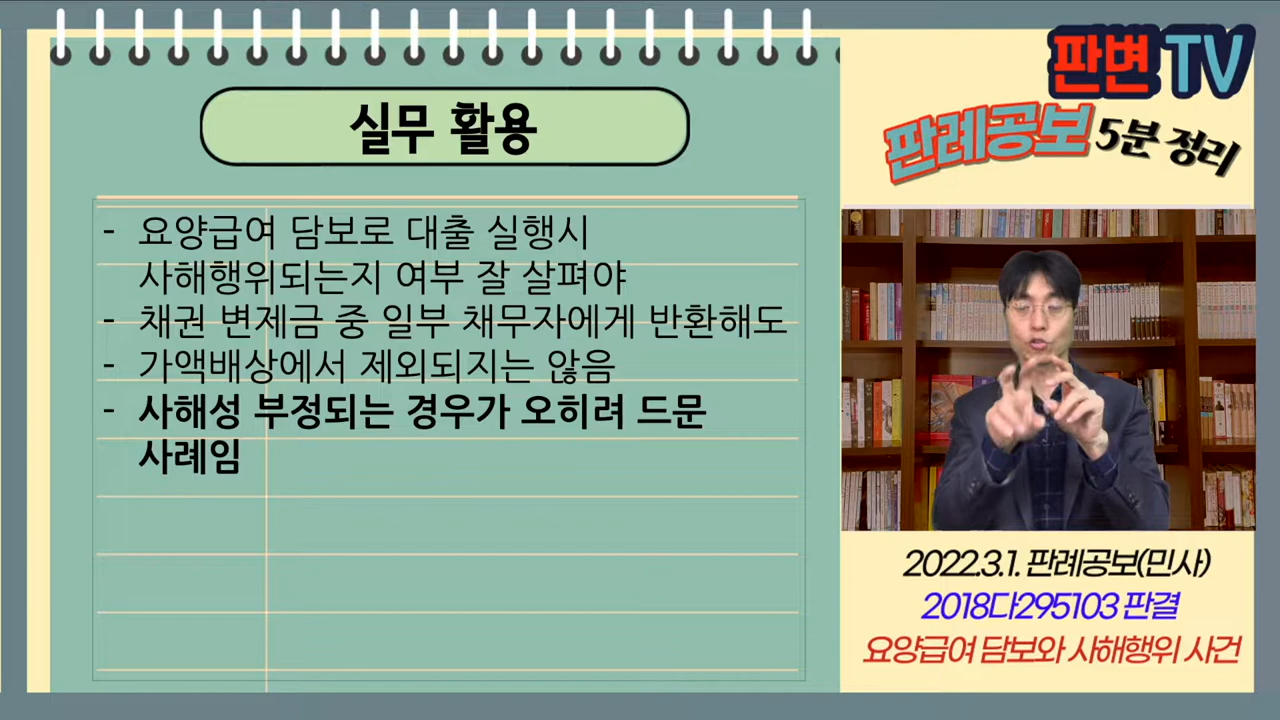 실무 활용
- 요양급여 담보로 대출 실행시
사해행위되는지 여부 잘 살펴야
- 채권 변제금 중 일부 채무자에게 반환해도
- 가액배상에서 제외되지는 않음
- 사해성 부정되는 경우가 오히려 드문
사례임
판변 TV
판례공보 5분 정리
2022.3.1. 판례공보(민사)
2018다295103 판결
요양급여 담보와 사해행위 사건